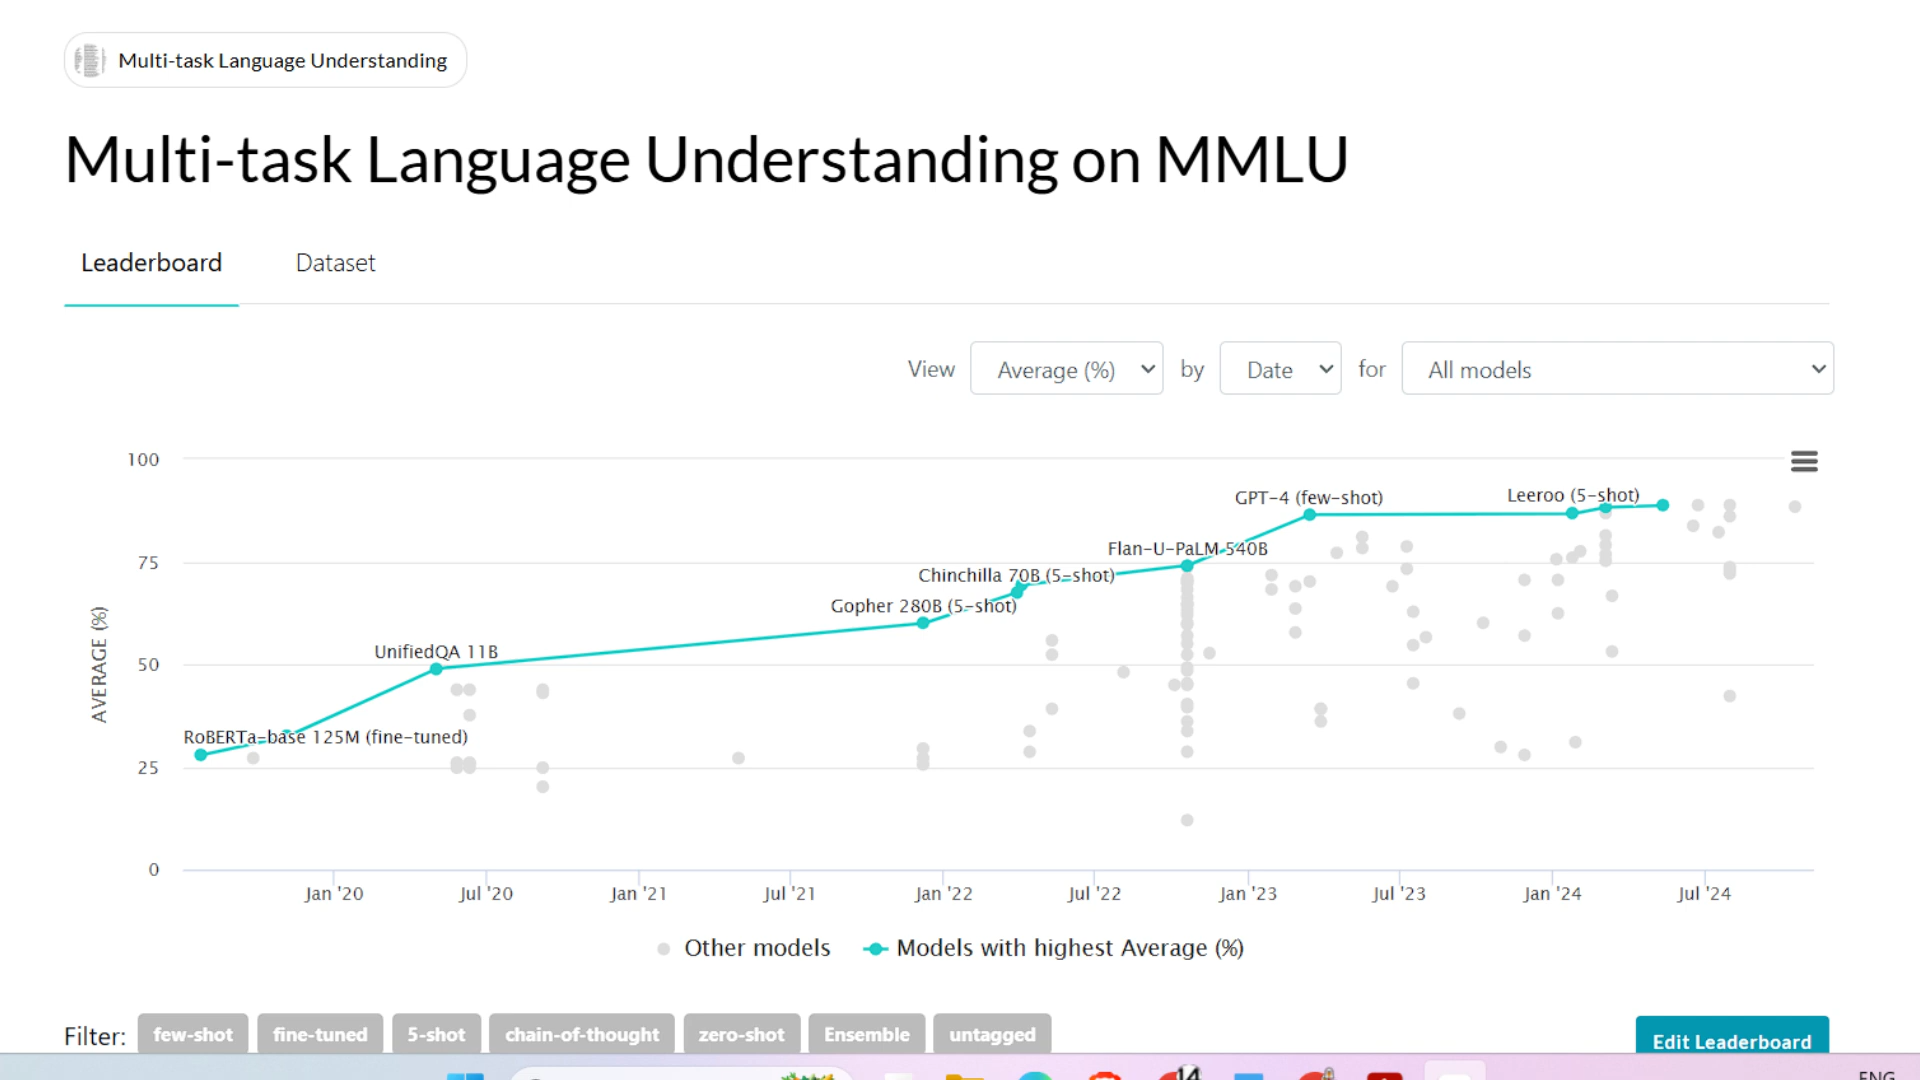 Multi-task Language Understanding
Multi-task Language Understanding on MMLU
Leaderboard Dataset
View Average (%) by Date for All models
100
75
50
25
0
AVERAGE (%)
RoBERTa-base 125M (fine-tuned)
UnifiedQA 11B
Gopher 280B (5-shot)
Chinchilla 70B (5-shot)
Flan-U-PaLM 540B
GPT-4 (few-shot)
Leeroo (5-shot)
Jan '20 Jul '20 Jan '21 Jul '21 Jan '22 Jul '22 Jan '23 Jul '23 Jan '24 Jul '24
Other models Models with highest Average (%)
Filter: few-shot fine-tuned 5-shot chain-of-thought zero-shot Ensemble untagged Edit Leaderboard
14
ENG